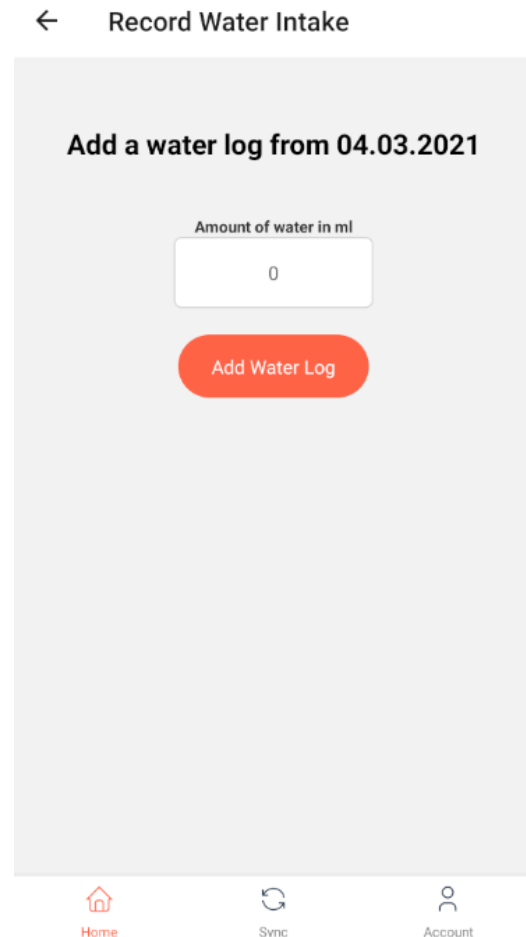 Record Water Intake
Add a water log from 04.03.2021
Amount of water in ml
0
Add Water Log
Home
Sync
Account